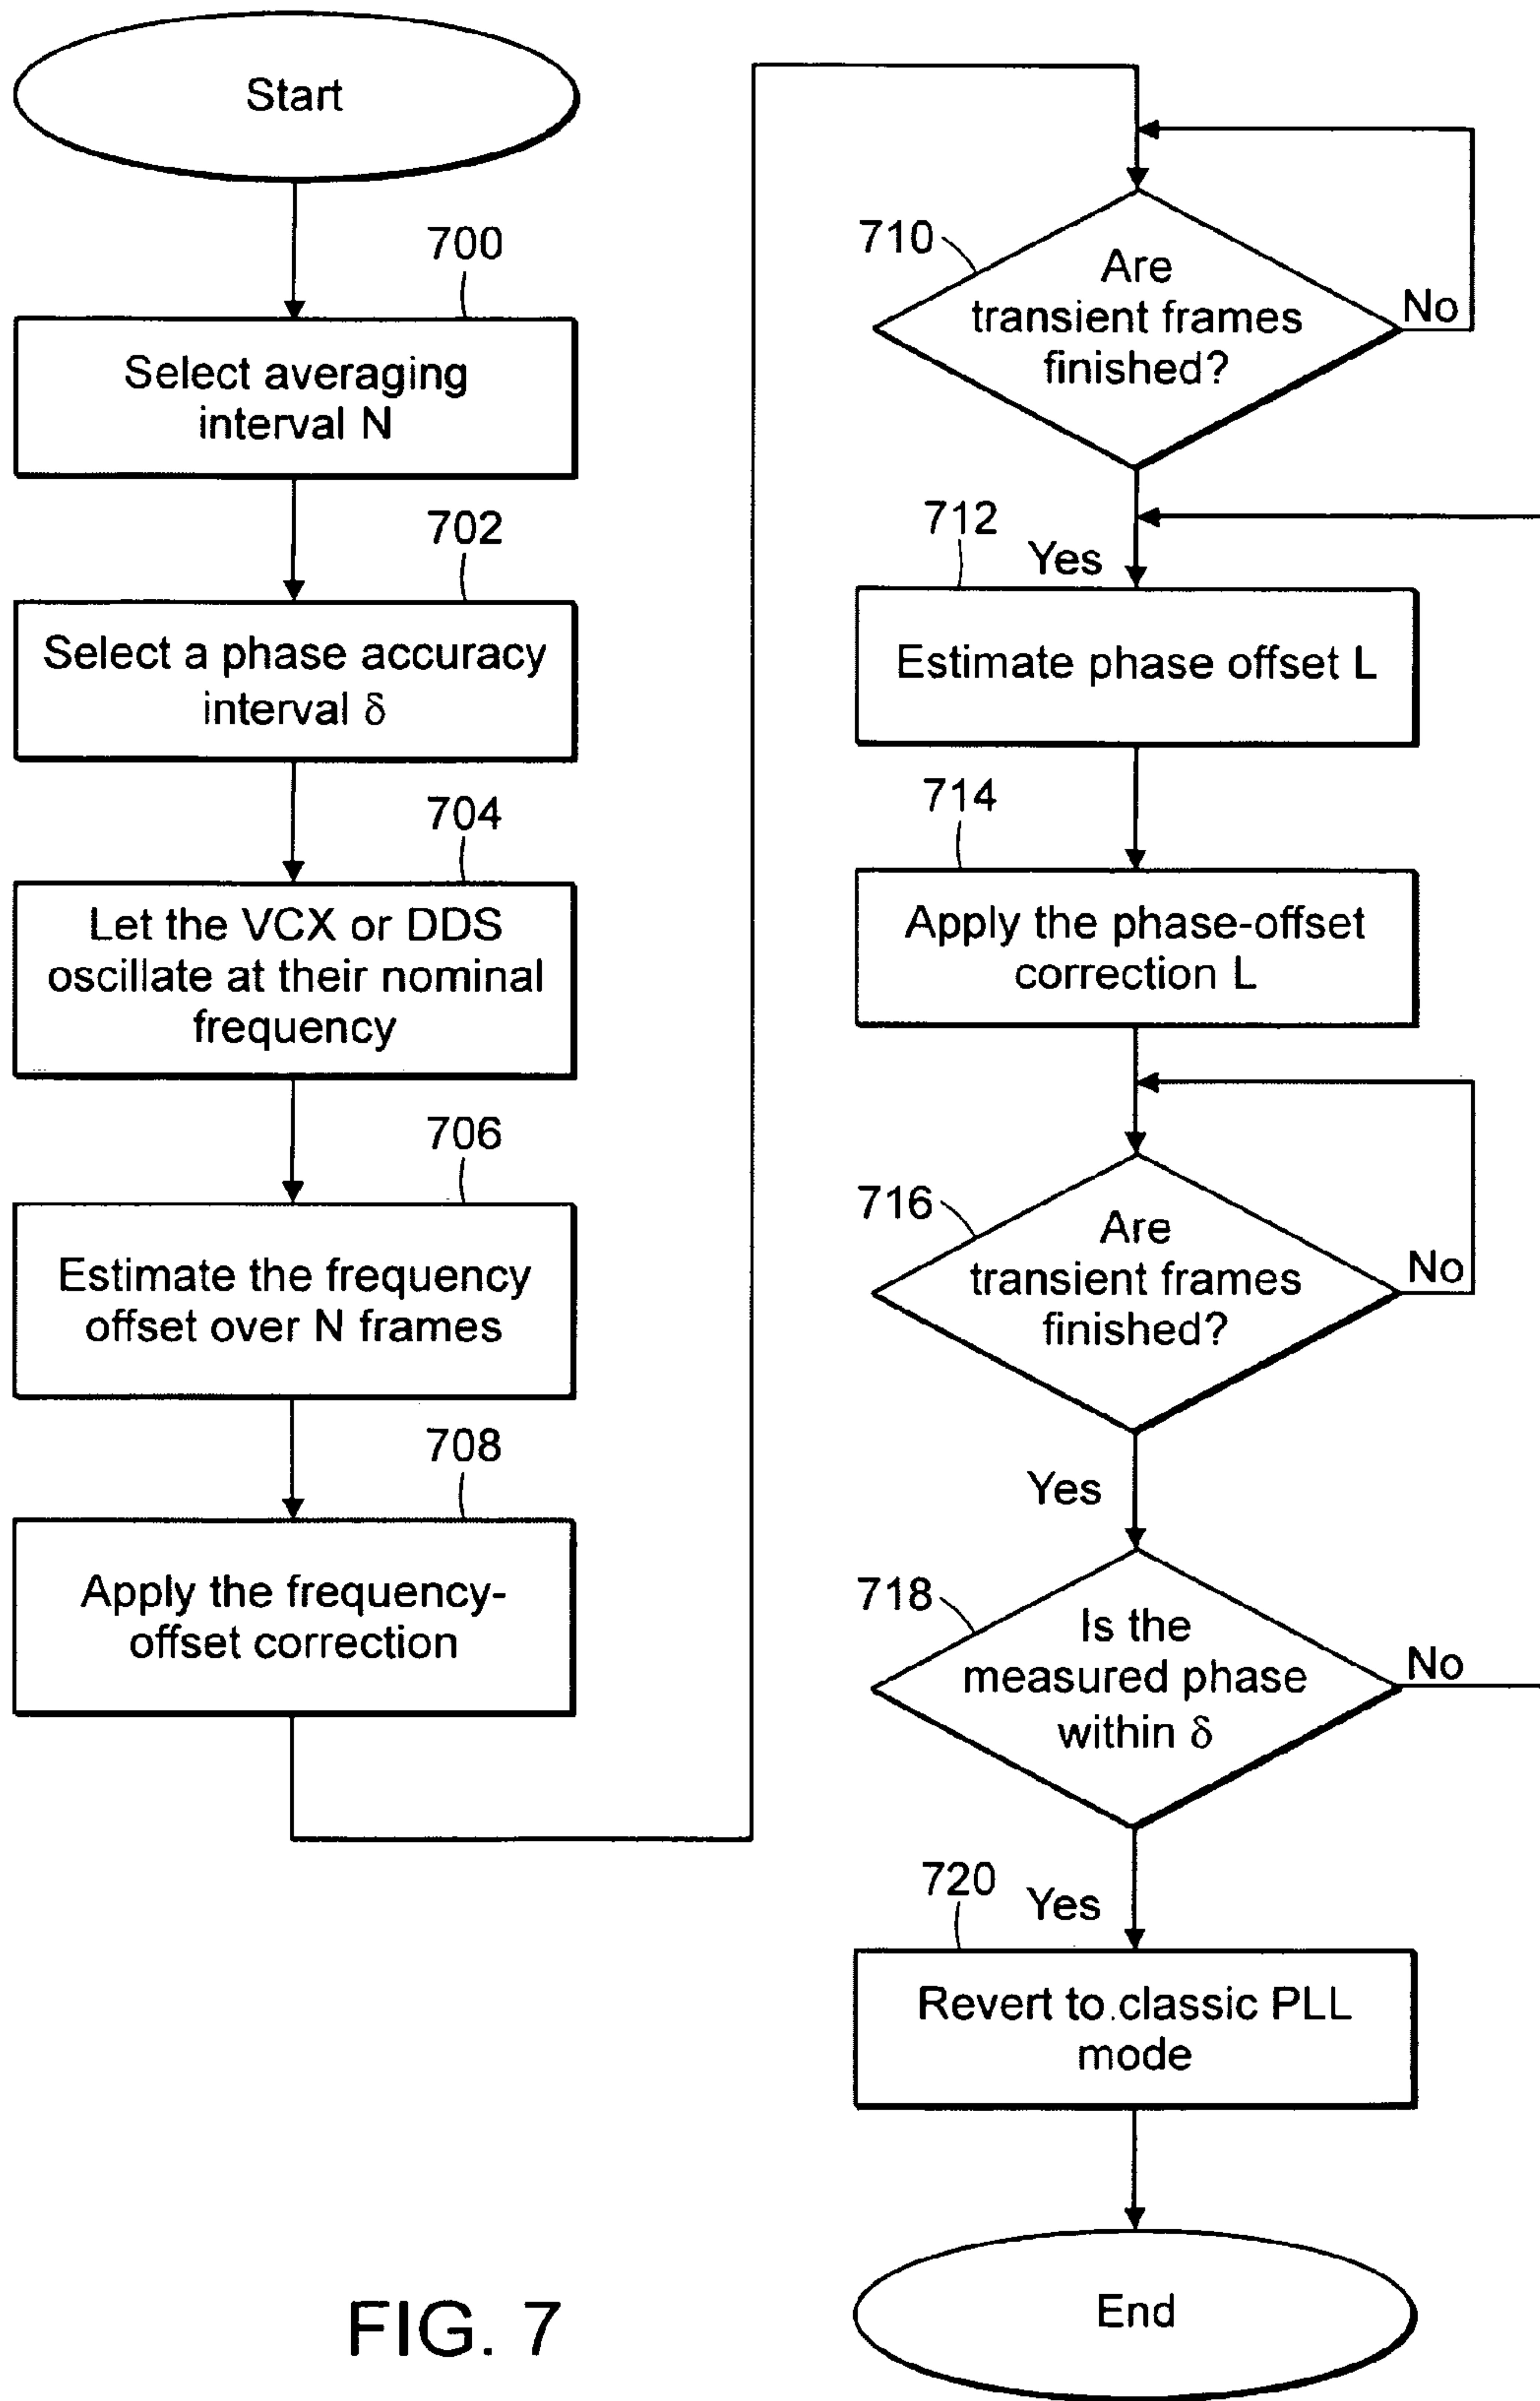 Start
700
Select averaging
interval N
702
Select a phase accuracy
interval δ
704
Let the VCX or DDS
oscillate at their nominal
frequency
706
Estimate the frequency
offset over N frames
708
Apply the frequency-
offset correction
710
Are
transient frames
finished?
No
Yes
712
Estimate phase offset L
714
Apply the phase-offset
correction L
716
Are
transient frames
finished?
No
Yes
718
Is the
measured phase
within δ
No
Yes
720
Revert to classic PLL
mode
End
FIG. 7